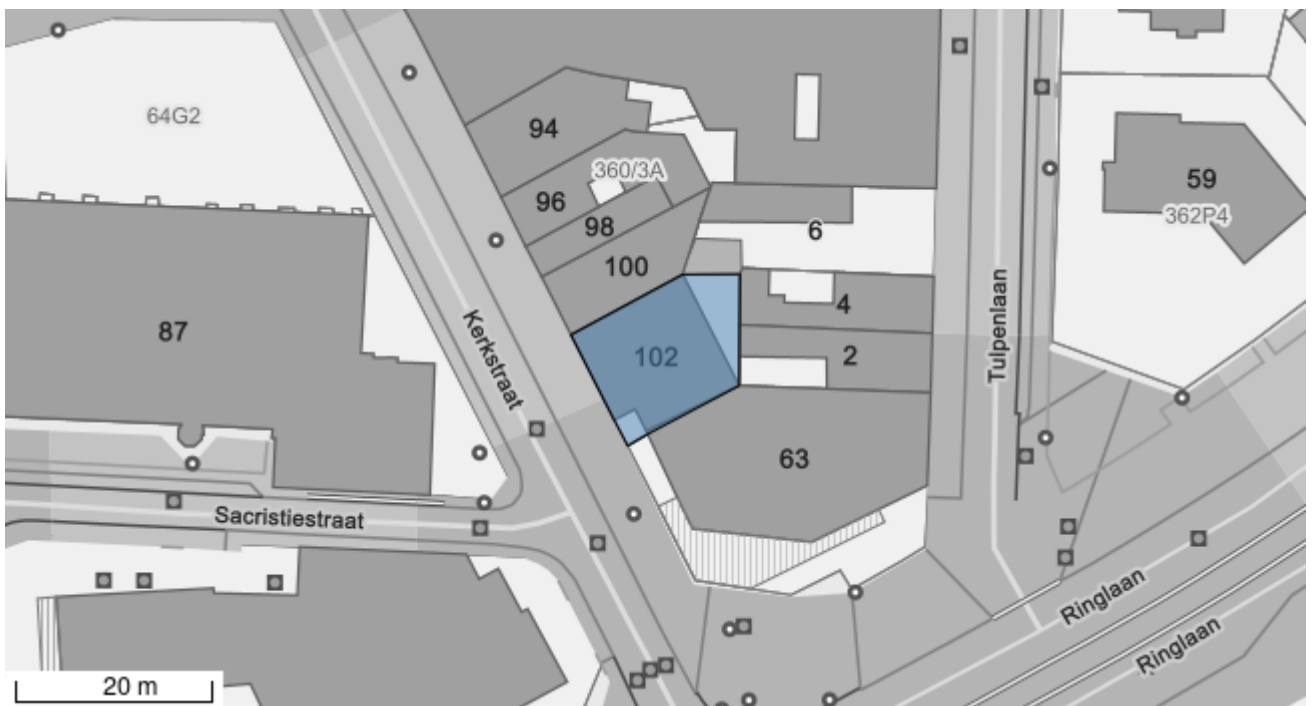 64G2
94
360/3A
96
98
100
6
59
362P4
87
Kerkstraat
102
4
2
Tulpenlaan
63
Sacristiestraat
Ringlaan
Ringlaan
20 m